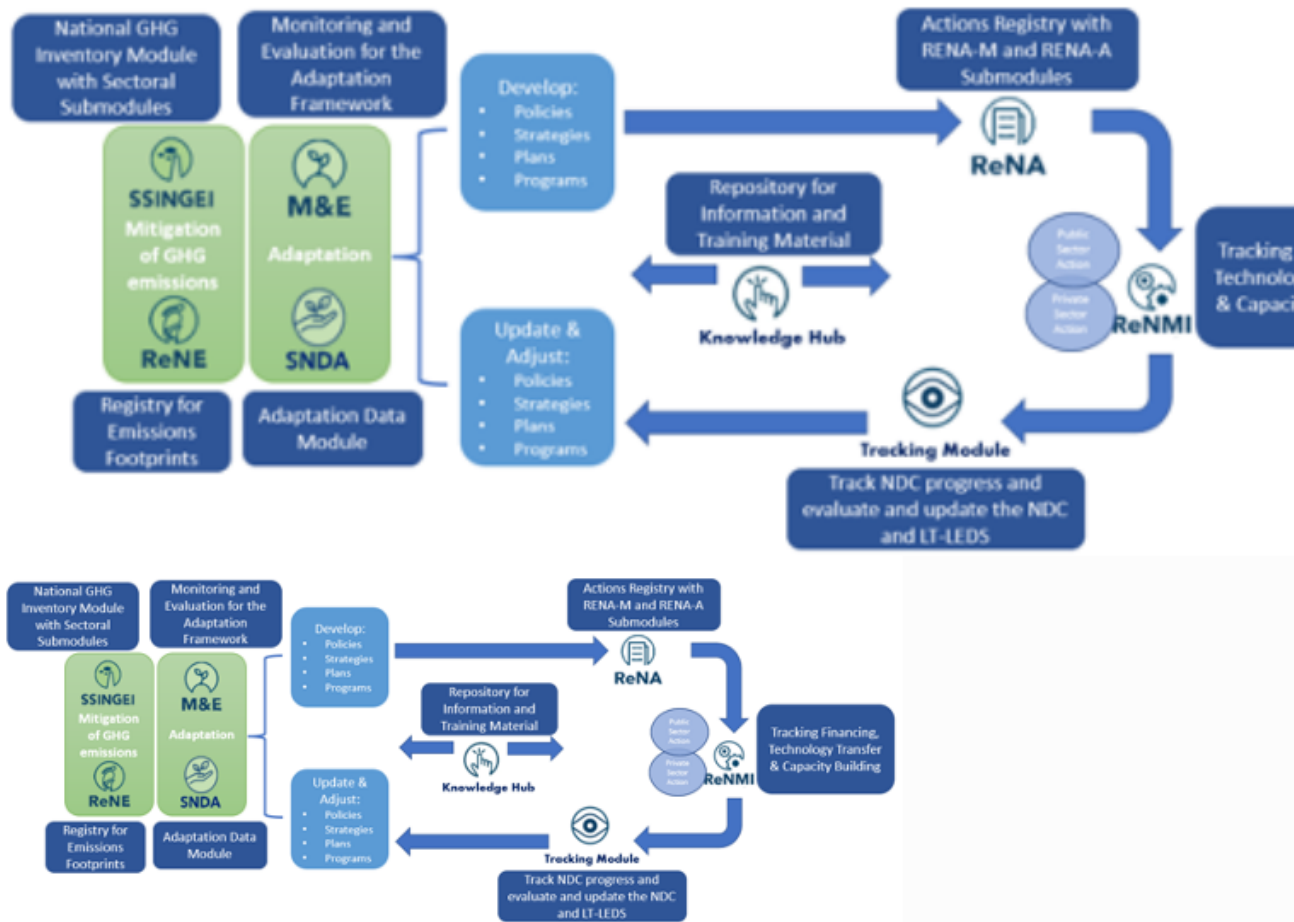 National GHG
Inventory Module
with Sectoral
Submodules
Monitoring and
Evaluation for the
Adaptation
Framework
SSINGEI
Mitigation
of GHG
emissions
ReNE
M&E
Adaptation
SNDA
Registry for
Emissions
Footprints
Adaptation Data
Module
Develop:
• Policies
• Strategies
• Plans
• Programs
Update &
Adjust:
• Policies
• Strategies
• Plans
• Programs
Repository for
Information and
Training Material
Knowledge Hub
Actions Registry with
RENA-M and RENA-A
Submodules
ReNA
Public
Sector
Action
Private
Sector
Action
ReNMI
Tracking
Technolo
& Capaci
Tracking Module
Track NDC progress and
evaluate and update the NDC
and LT-LEDS
National GHG
Inventory Module
with Sectoral
Submodules
Monitoring and
Evaluation for the
Adaptation
Framework
SSINGEI
Mitigation
of GHG
emissions
ReNE
M&E
Adaptation
SNDA
Registry for
Emissions
Footprints
Adaptation Data
Module
Develop:
• Policies
• Strategies
• Plans
• Programs
Update &
Adjust:
• Policies
• Strategies
• Plans
• Programs
Repository for
Information and
Training Material
Knowledge Hub
Actions Registry with
RENA-M and RENA-A
Submodules
ReNA
Public
Sector
Action
Private
Sector
Action
ReNMI
Tracking Financing,
Technology Transfer
& Capacity Building
Tracking Module
Track NDC progress and
evaluate and update the NDC
and LT-LEDS